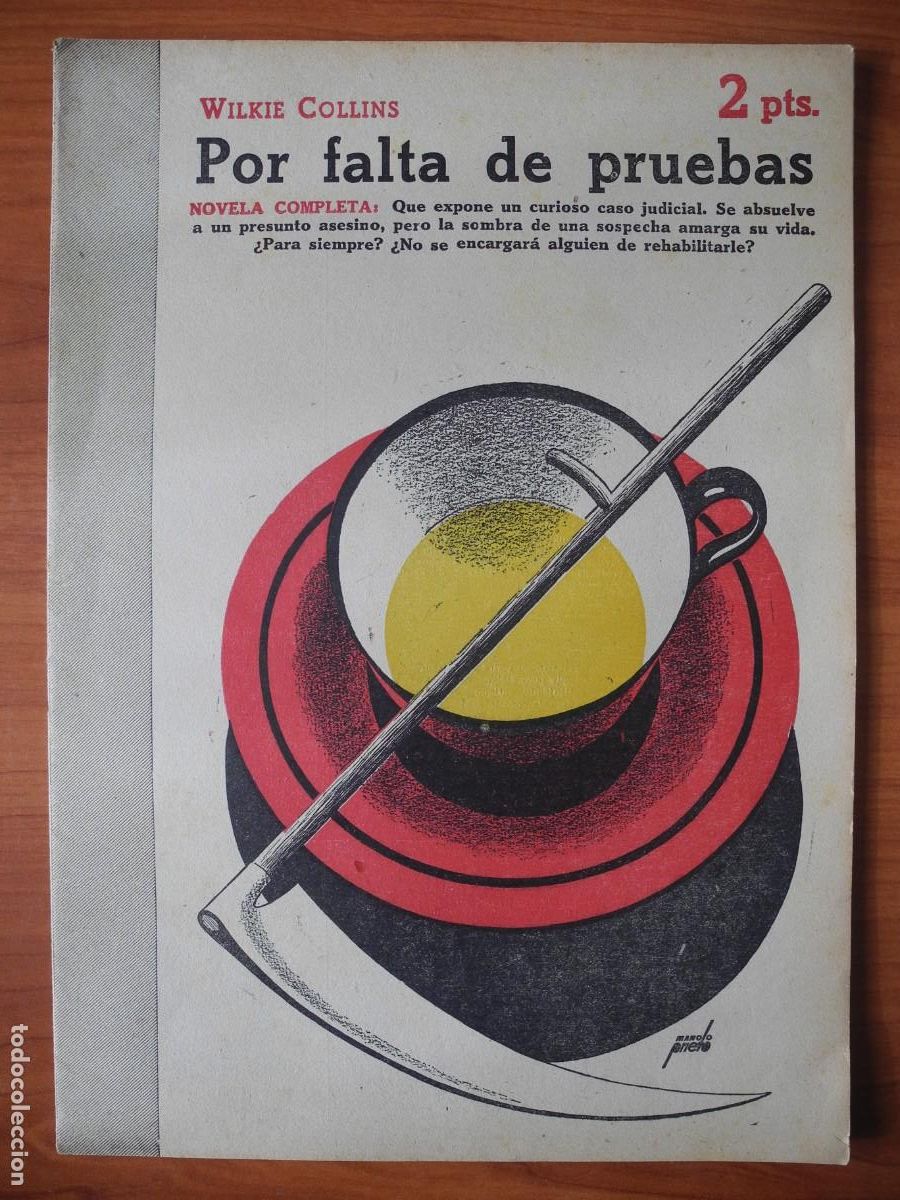 WILKIE COLLINS
2 pts.
Por falta de pruebas
NOVELA COMPLETA: Que expone un curioso caso judicial. Se absuelve
a un presunto asesino, pero la sombra de una sospecha amarga su vida.
¿Para siempre? ¿No se encargará alguien de rehabilitarle?
MANOLO
PRIETO
todocoleccion